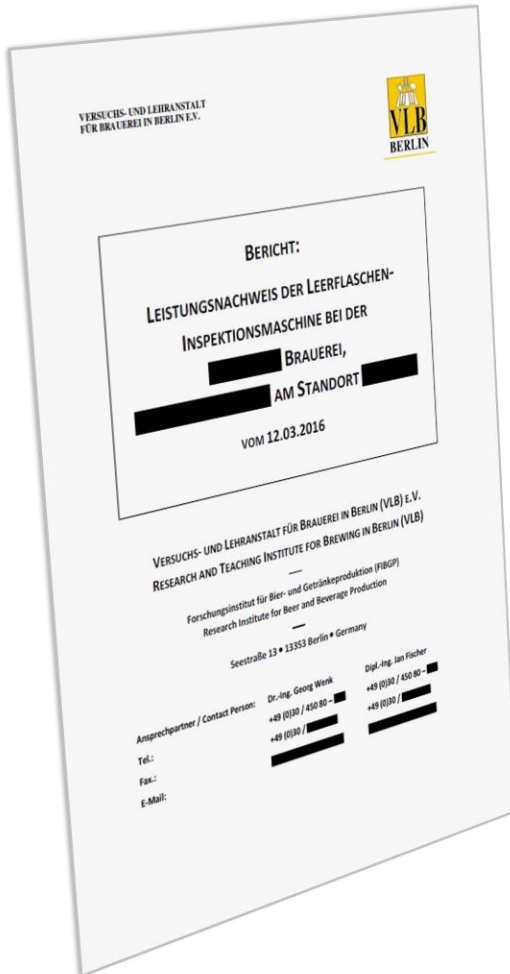 VERSUCHS- UND LEHRANSTALT
FÜR BRAUEREI IN BERLIN E.V.
VLB
BERLIN
BERICHT:
LEISTUNGSNACHWEIS DER LEERFLASCHEN-
INSPEKTIONSMASCHINE BEI DER
BRAUEREI,
AM STANDORT
VOM 12.03.2016
VERSUCHS- UND LEHRANSTALT FÜR BRAUEREI IN BERLIN (VLB) E.V.
RESEARCH AND TEACHING INSTITUTE FOR BREWING IN BERLIN (VLB)
Forschungsinstitut für Bier- und Getränkeproduktion (FIBGP)
Research Institute for Beer and Beverage Production
Seestraße 13 • 13353 Berlin • Germany
Ansprechpartner / Contact Person: Dr.-Ing. Georg Wenk Dipl.-Ing. Jan Fischer
Tel.: +49 (0)30 / 450 80 – +49 (0)30 / 450 80 –
Fax.: +49 (0)30 / +49 (0)30 /
E-Mail: